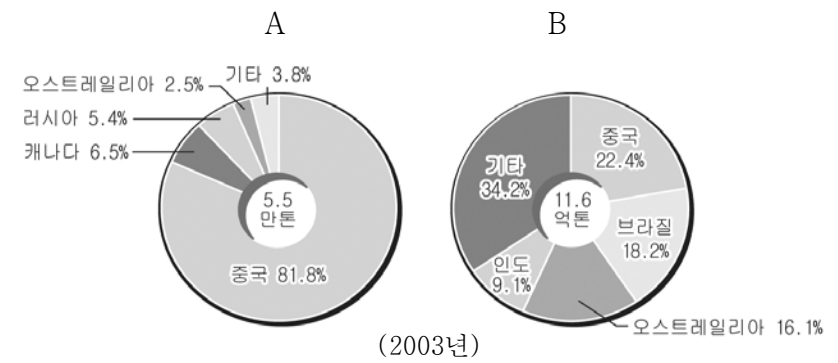 A
오스트레일리아 2.5%
기타 3.8%
러시아 5.4%
캐나다 6.5%
5.5
만톤
중국 81.8%
B
중국
22.4%
기타
34.2%
11.6
억톤
브라질
18.2%
인도
9.1%
오스트레일리아 16.1%
(2003년)